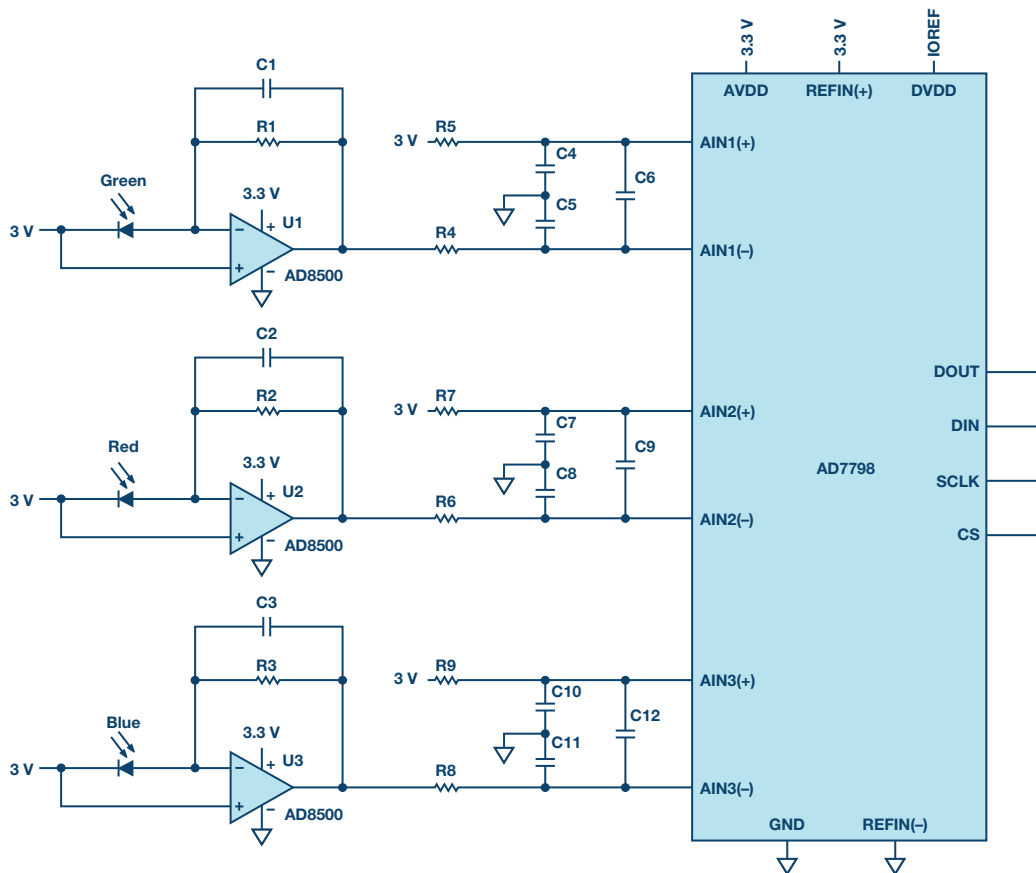 3.3 V
3.3 V
IOREF
AVDD
REFIN(+)
DVDD
C1
R1
Green
3 V
3.3 V
+
U1
−
+
−
AD8500
3 V
R5
C4
C5
C6
R4
AIN1(+)
AIN1(–)
C2
R2
Red
3 V
3.3 V
+
U2
−
+
−
AD8500
3 V
R7
C7
C8
C9
R6
AIN2(+)
AIN2(–)
C3
R3
Blue
3 V
3.3 V
+
U3
−
+
−
AD8500
3 V
R9
C10
C11
C12
R8
AIN3(+)
AIN3(–)
AD7798
DOUT
DIN
SCLK
CS
GND
REFIN(–)